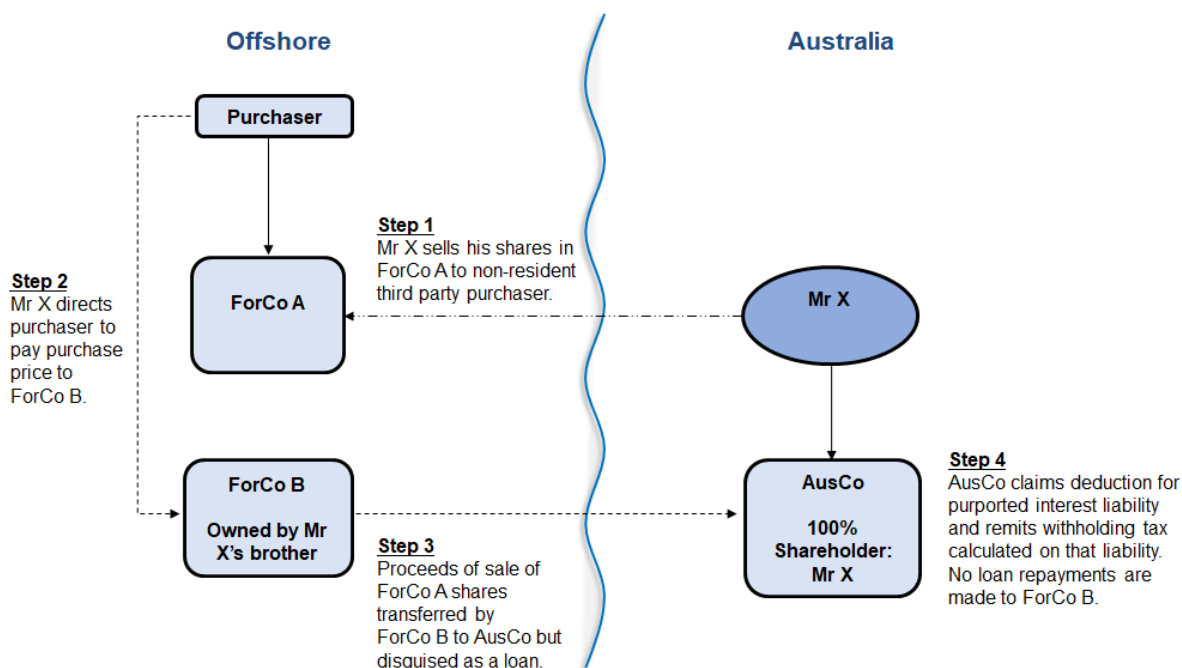 Offshore
Australia
Purchaser
Step 1
Mr X sells his shares in
ForCo A to non-resident
third party purchaser.
Step 2
Mr X directs
purchaser to
pay purchase
price to
ForCo B.
ForCo A
Mr X
ForCo B
Owned by Mr
X's brother
Step 3
Proceeds of sale of
ForCo A shares
transferred by
ForCo B to AusCo but
disguised as a loan.
AusCo
100%
Shareholder:
Mr X
Step 4
AusCo claims deduction for
purported interest liability
and remits withholding tax
calculated on that liability.
No loan repayments are
made to ForCo B.